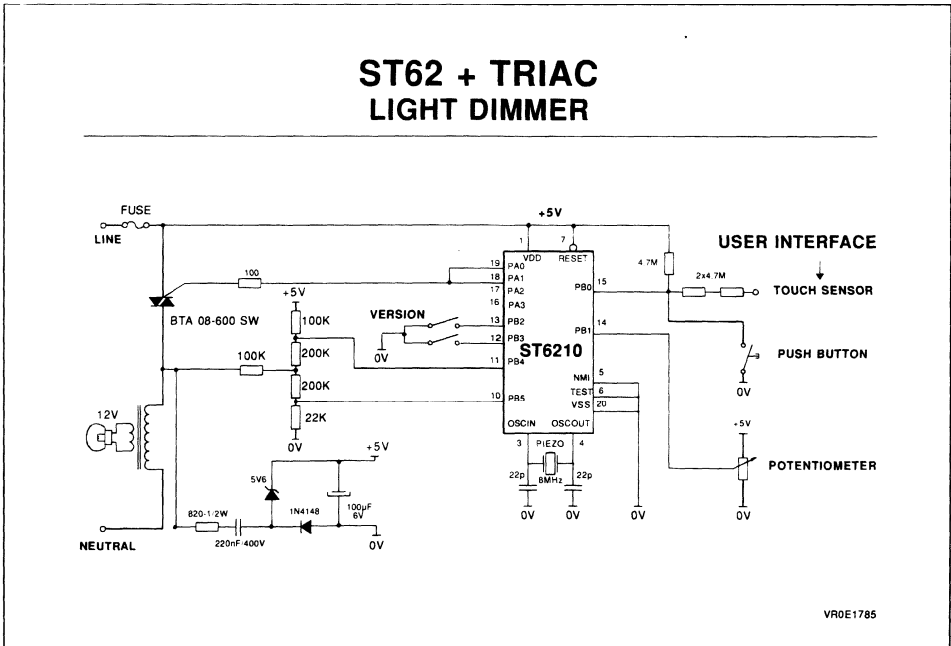 ST62 + TRIAC
LIGHT DIMMER
FUSE
LINE
+5V
1
7
VDD
RESET
USER INTERFACE
4.7M
2x4.7M
TOUCH SENSOR
19
PA0
18
PA1
17
PA2
16
PA3
15
PB0
100
+5V
BTA 08-600 SW
100K
VERSION
13
PB2
12
PB3
0V
ST6210
14
PB1
PUSH BUTTON
0V
200K
100K
11
PB4
5
NMI
6
TEST
20
VSS
200K
10
PB5
22K
0V
OSCIN
OSCOUT
3
PIEZO
4
22p
8MHz
22p
0V
0V
0V
+5V
POTENTIOMETER
0V
12V
+5V
5V6
1N4148
100µF
6V
0V
820-1/2W
220nF/400V
NEUTRAL
VR0E1785